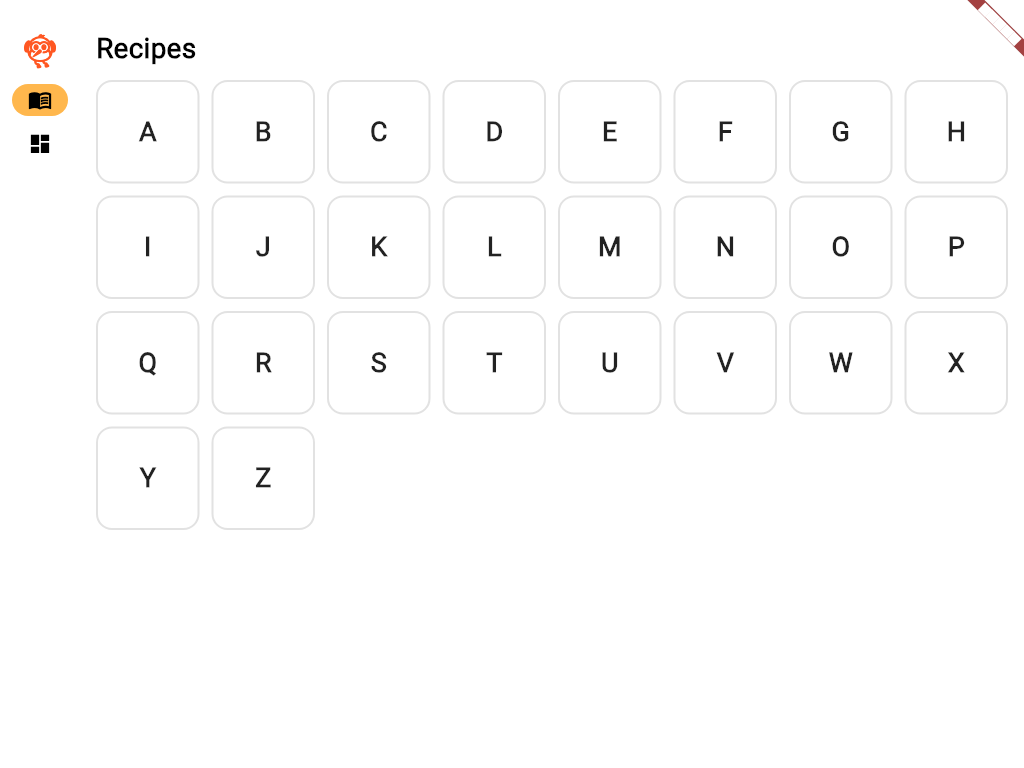 Recipes
A B C D E F G H
I J K L M N O P
Q R S T U V W X
Y Z